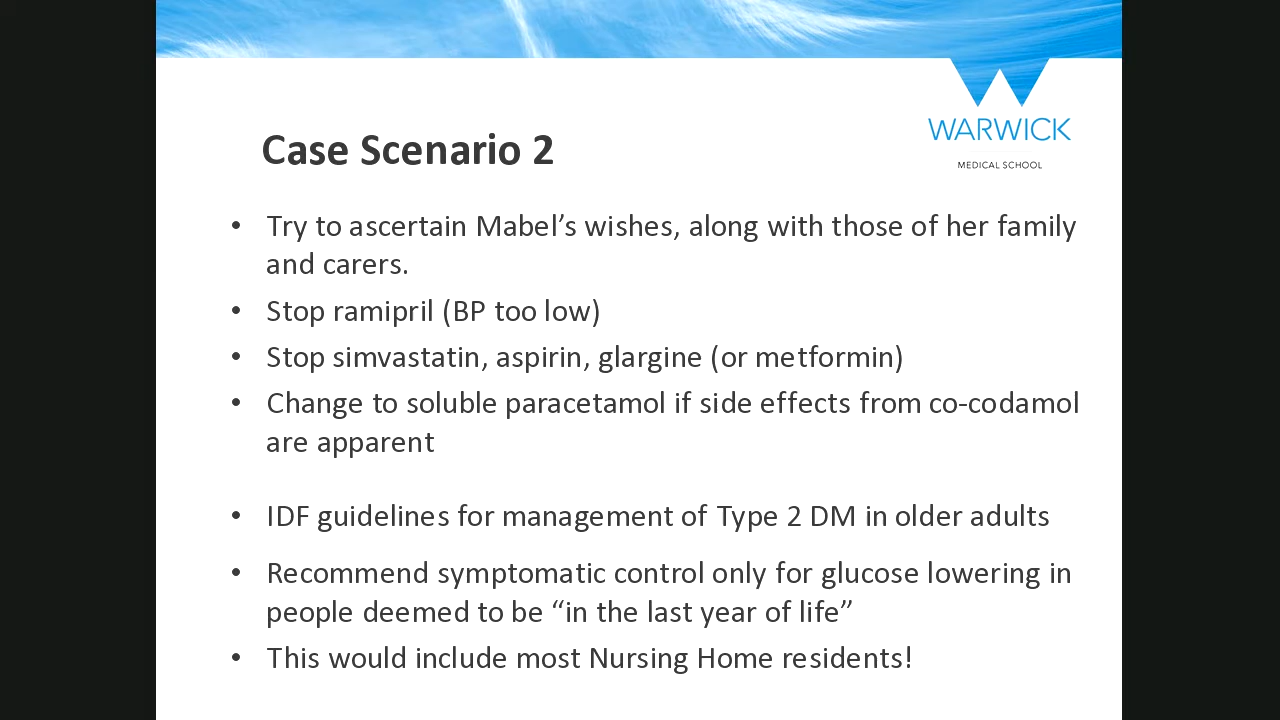 WARWICK
MEDICAL SCHOOL
Case Scenario 2
• Try to ascertain Mabel’s wishes, along with those of her family
and carers.
• Stop ramipril (BP too low)
• Stop simvastatin, aspirin, glargine (or metformin)
• Change to soluble paracetamol if side effects from co-codamol
are apparent
• IDF guidelines for management of Type 2 DM in older adults
• Recommend symptomatic control only for glucose lowering in
people deemed to be “in the last year of life”
• This would include most Nursing Home residents!